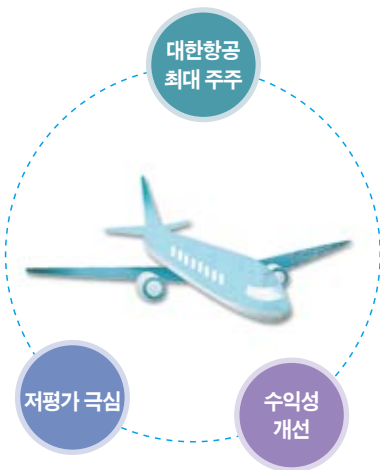 대한항공
최대 주주
저평가 극심
수익성
개선